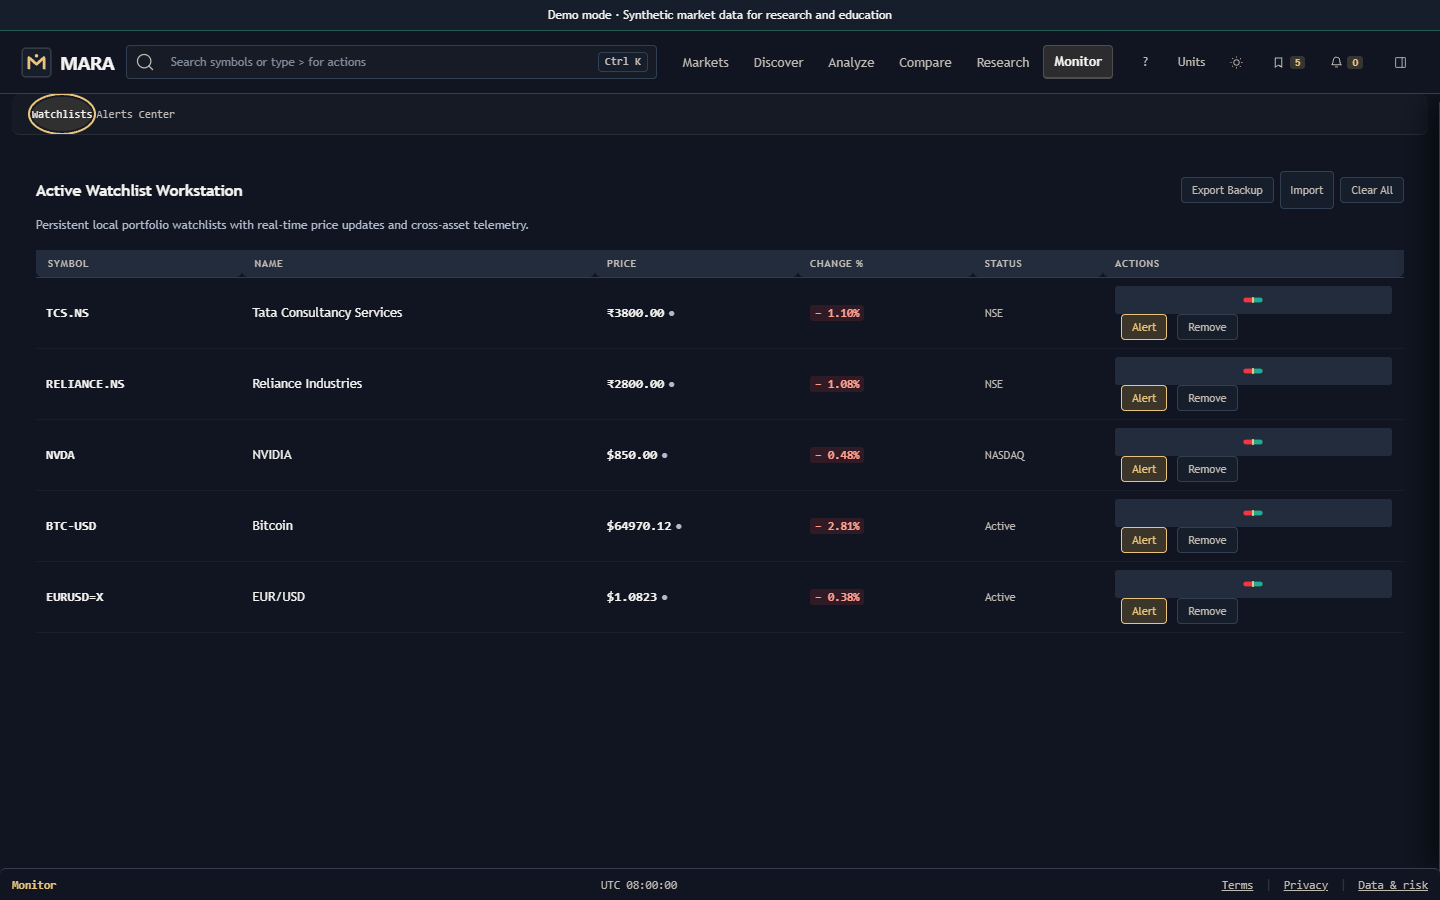 Demo mode · Synthetic market data for research and education
MARA
Search symbols or type > for actions
Ctrl K
Markets
Discover
Analyze
Compare
Research
Monitor
?
Units
5
0
Watchlists
Alerts Center
Active Watchlist Workstation
Export Backup
Import
Clear All
Persistent local portfolio watchlists with real-time price updates and cross-asset telemetry.
SYMBOL NAME PRICE CHANGE % STATUS ACTIONS
TCS.NS Tata Consultancy Services ₹3800.00 − 1.10% NSE
Alert Remove
RELIANCE.NS Reliance Industries ₹2800.00 − 1.08% NSE
Alert Remove
NVDA NVIDIA $850.00 − 0.48% NASDAQ
Alert Remove
BTC-USD Bitcoin $64970.12 − 2.81% Active
Alert Remove
EURUSD=X EUR/USD $1.0823 − 0.38% Active
Alert Remove
Monitor
UTC 08:00:00
Terms
Privacy
Data & risk